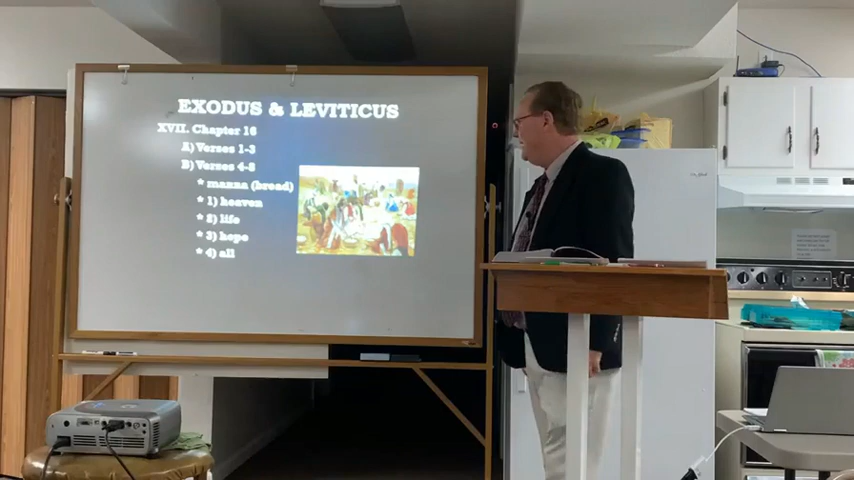 EXODUS & LEVITICUS
XVII. Chapter 16
A) Verses 1-3
B) Verses 4-8
* manna (bread)
* 1) heaven
* 2) life
* 3) hope
* 4) all